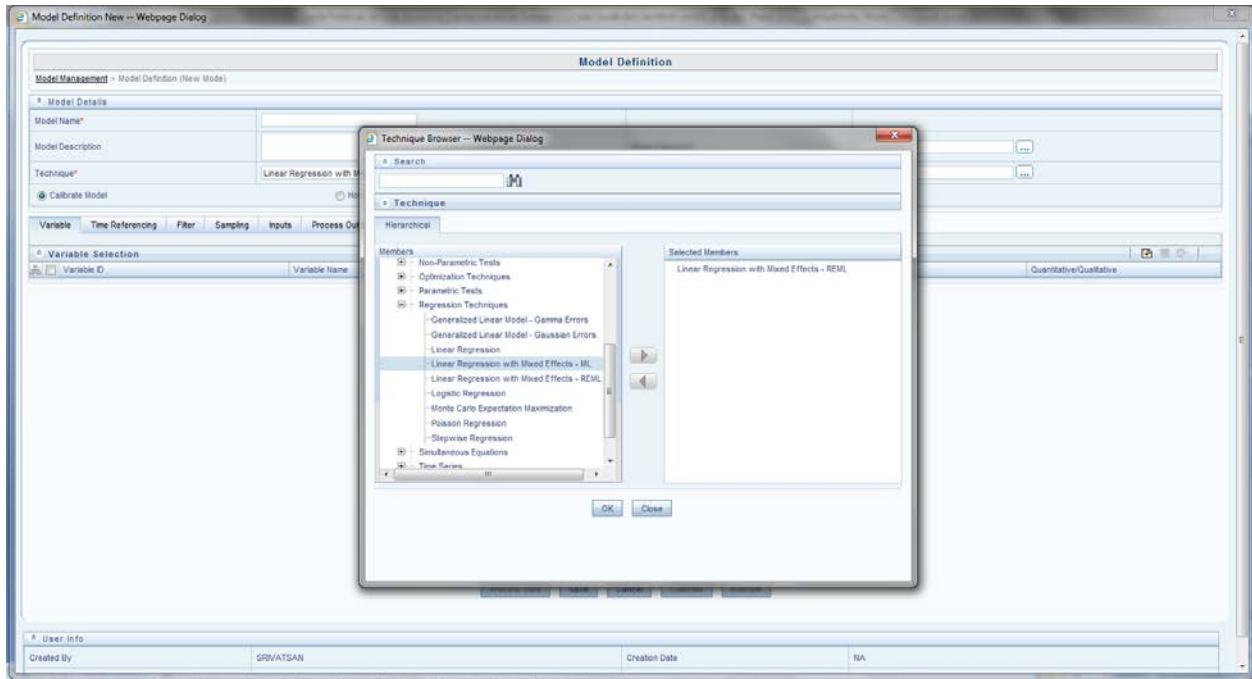 Model Definition New -- Webpage Dialog
Model Definition
Model Management > Model Definition (New Mode)
Model Details
Model Name*
Model Description
Technique*
Linear Regression with M
Calibrate Model
Variable Time Referencing Filter Sampling Inputs Process Out
Variable Selection
Variable ID
Variable Name
Quantitative/Qualitative
Technique Browser -- Webpage Dialog
Search
Technique
Hierarchical
Members
Non-Parametric Tests
Optimization Techniques
Parametric Tests
Regression Techniques
Generalized Linear Model - Gamma Errors
Generalized Linear Model - Gaussian Errors
Linear Regression
Linear Regression with Mixed Effects - ML
Linear Regression with Mixed Effects - REML
Logistic Regression
Monte Carlo Expectation Maximization
Poisson Regression
Stepwise Regression
Simultaneous Equations
Time Series
Selected Members
Linear Regression with Mixed Effects - REML
OK Close
User Info
Created By
SRIVATSAN
Creation Date
NA